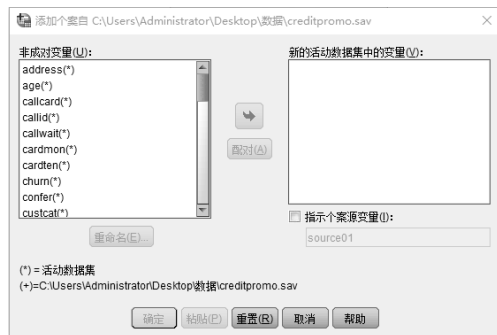 添加个案自 C:\Users\Administrator\Desktop\数据\creditpromo.sav
非成对变量(U):
address(*)
age(*)
callcard(*)
callid(*)
callwait(*)
cardmon(*)
cardten(*)
churn(*)
confer(*)
custcat(*)
重命名(E)...
配对(A)
新的活动数据集中的变量(V):
指示个案源变量(I):
source01
(*) = 活动数据集
(+)=C:\Users\Administrator\Desktop\数据\creditpromo.sav
确定 粘贴(P) 重置(R) 取消 帮助